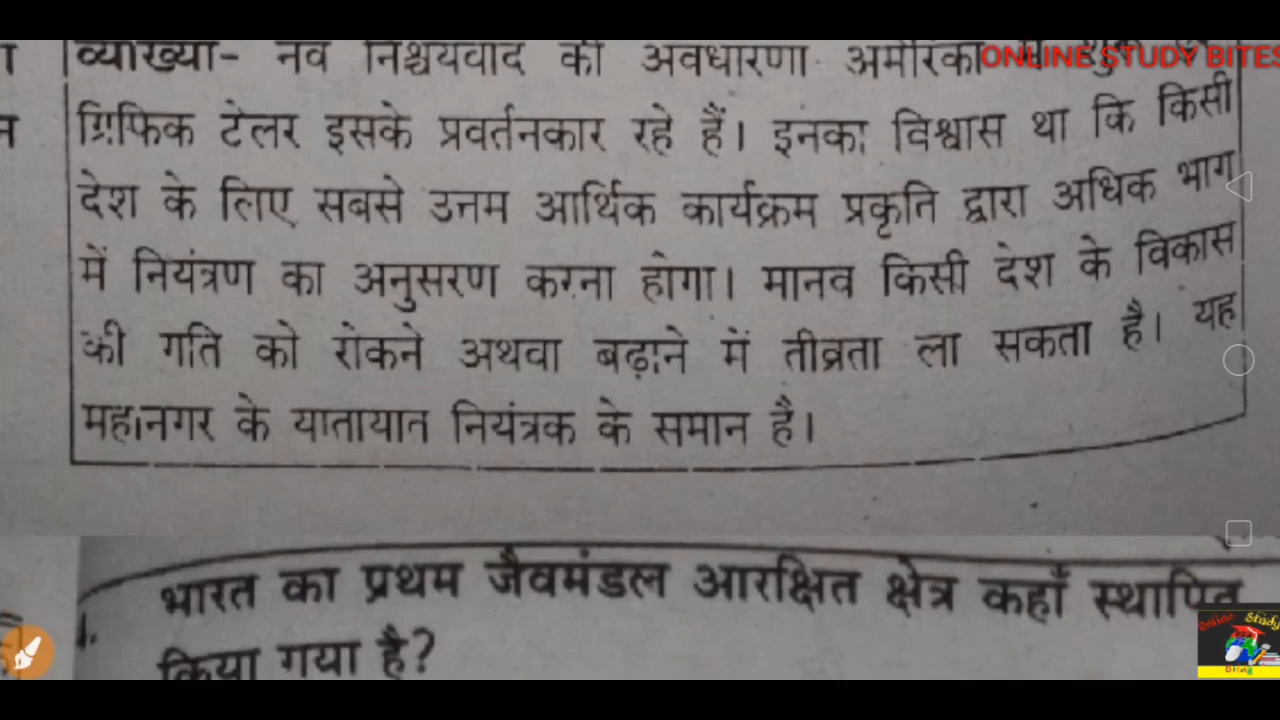 व्याख्या- नव निश्चयवाद की अवधारणा अमेरिका
ONLINE STUDY BITES
ग्रिफिक टेलर इसके प्रवर्तनकार रहे हैं। इनका विश्वास था कि किसी
देश के लिए सबसे उत्तम आर्थिक कार्यक्रम प्रकृति द्वारा अधिक भाग
में नियंत्रण का अनुसरण करना होगा। मानव किसी देश के विकास
की गति को रोकने अथवा बढ़ाने में तीव्रता ला सकता है। यह
महानगर के यातायात नियंत्रक के समान है।
भारत का प्रथम जैवमंडल आरक्षित क्षेत्र कहाँ स्थापित
किया गया है?
Online Study